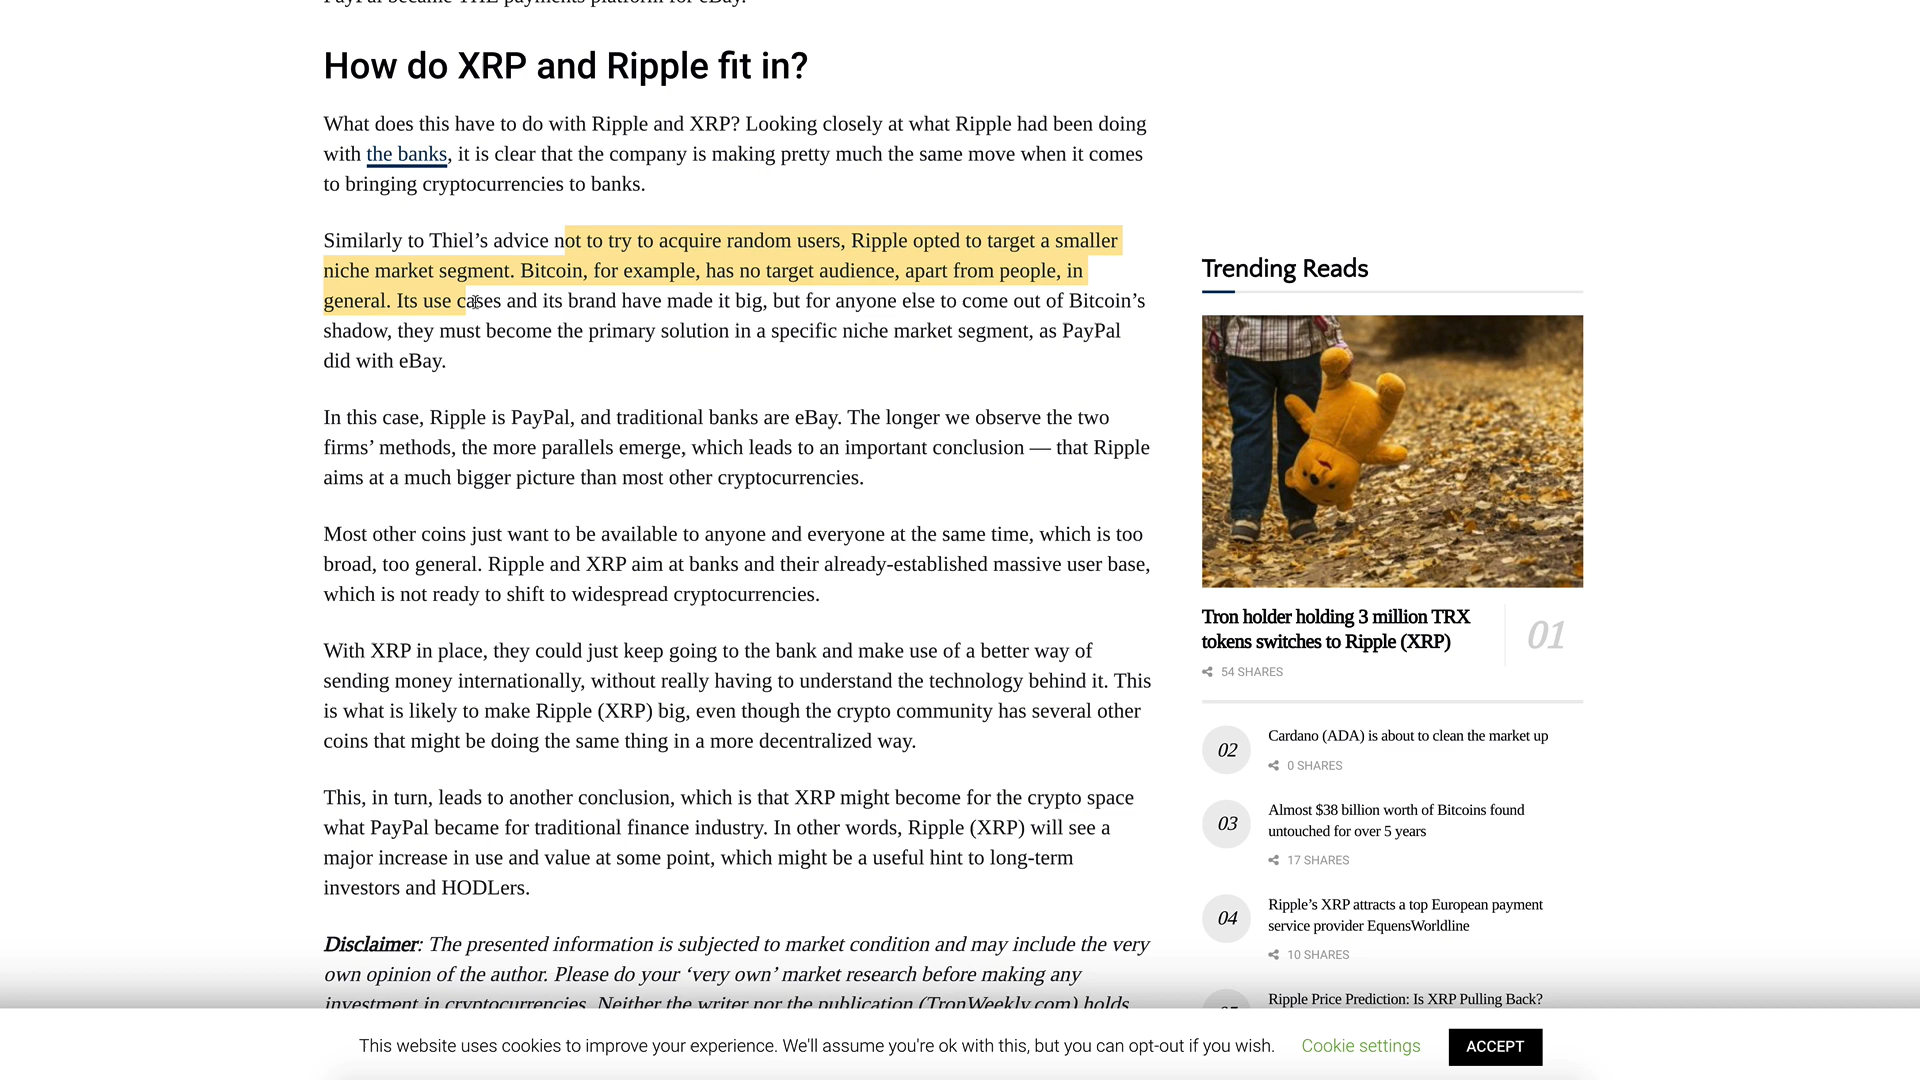 PayPal became THE payments platform for eBay.
How do XRP and Ripple fit in?
What does this have to do with Ripple and XRP? Looking closely at what Ripple had been doing
with the banks, it is clear that the company is making pretty much the same move when it comes
to bringing cryptocurrencies to banks.
Similarly to Thiel’s advice not to try to acquire random users, Ripple opted to target a smaller
niche market segment. Bitcoin, for example, has no target audience, apart from people, in
general. Its use cases and its brand have made it big, but for anyone else to come out of Bitcoin’s
shadow, they must become the primary solution in a specific niche market segment, as PayPal
did with eBay.
In this case, Ripple is PayPal, and traditional banks are eBay. The longer we observe the two
firms’ methods, the more parallels emerge, which leads to an important conclusion — that Ripple
aims at a much bigger picture than most other cryptocurrencies.
Most other coins just want to be available to anyone and everyone at the same time, which is too
broad, too general. Ripple and XRP aim at banks and their already-established massive user base,
which is not ready to shift to widespread cryptocurrencies.
With XRP in place, they could just keep going to the bank and make use of a better way of
sending money internationally, without really having to understand the technology behind it. This
is what is likely to make Ripple (XRP) big, even though the crypto community has several other
coins that might be doing the same thing in a more decentralized way.
This, in turn, leads to another conclusion, which is that XRP might become for the crypto space
what PayPal became for traditional finance industry. In other words, Ripple (XRP) will see a
major increase in use and value at some point, which might be a useful hint to long-term
investors and HODLers.
Disclaimer: The presented information is subjected to market condition and may include the very
own opinion of the author. Please do your ‘very own’ market research before making any
investment in cryptocurrencies. Neither the writer nor the publication (TronWeekly.com) holds
Trending Reads
Tron holder holding 3 million TRX
tokens switches to Ripple (XRP)
01
54 SHARES
02
Cardano (ADA) is about to clean the market up
0 SHARES
03
Almost $38 billion worth of Bitcoins found
untouched for over 5 years
17 SHARES
04
Ripple’s XRP attracts a top European payment
service provider EquensWorldline
10 SHARES
Ripple Price Prediction: Is XRP Pulling Back?
This website uses cookies to improve your experience. We'll assume you're ok with this, but you can opt-out if you wish.
Cookie settings
ACCEPT